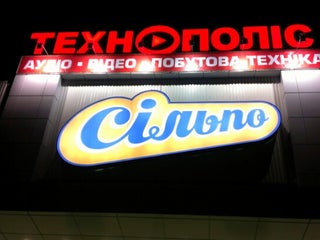 ТЕХНОПОЛІС
АУДІО • ВІДЕО • ПОБУТОВА ТЕХНІКА
Сільпо